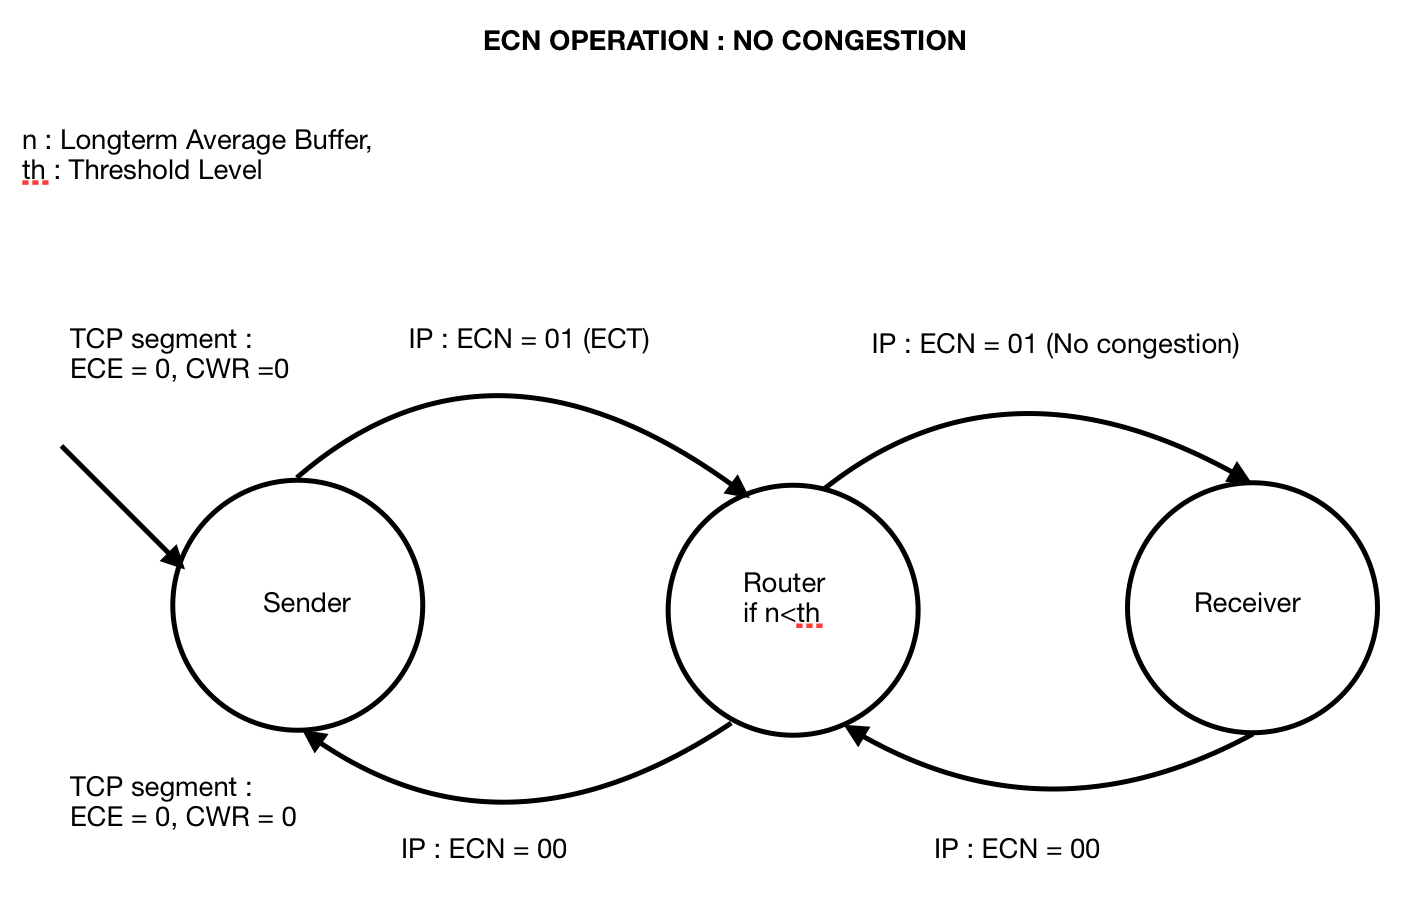 ECN OPERATION : NO CONGESTION
n : Longterm Average Buffer,
th : Threshold Level
TCP segment :
ECE = 0, CWR =0
IP : ECN = 01 (ECT)
IP : ECN = 01 (No congestion)
Sender
Router
if n<th
Receiver
TCP segment :
ECE = 0, CWR = 0
IP : ECN = 00
IP : ECN = 00